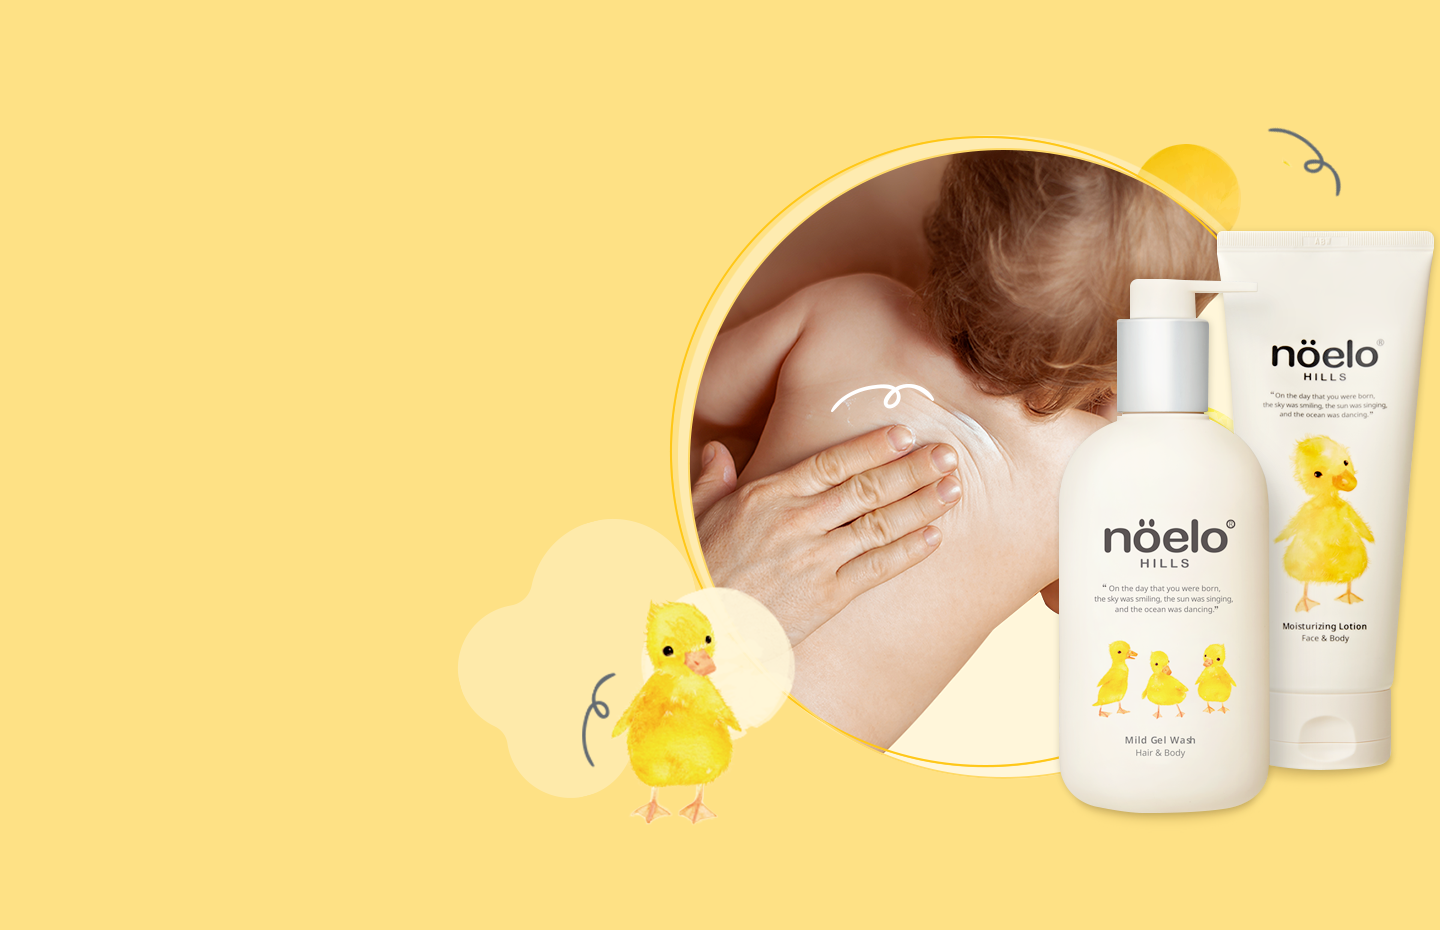 nöelo®
HILLS
“On the day that you were born,
the sky was smiling, the sun was singing,
and the ocean was dancing.”
Moisturizing Lotion
Face & Body
nöelo®
HILLS
“ On the day that you were born,
the sky was smiling, the sun was singing,
and the ocean was dancing.”
Mild Gel Wash
Hair & Body